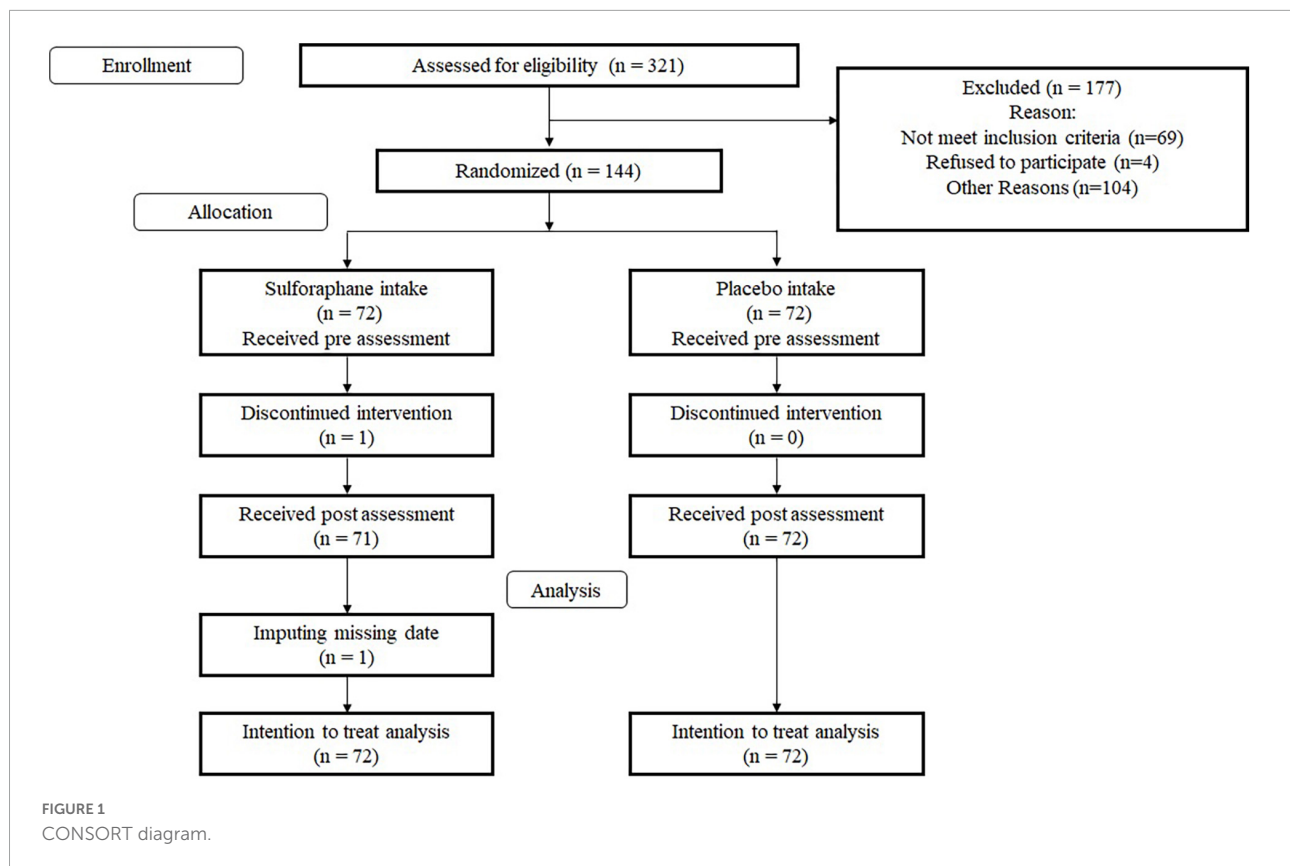 Enrollment
Assessed for eligibility (n = 321)
Excluded (n = 177)
Reason:
Not meet inclusion criteria (n=69)
Refused to participate (n=4)
Other Reasons (n=104)
Randomized (n = 144)
Allocation
Sulforaphane intake
(n = 72)
Received pre assessment
Placebo intake
(n = 72)
Received pre assessment
Discontinued intervention
(n = 1)
Discontinued intervention
(n = 0)
Received post assessment
(n = 71)
Received post assessment
(n = 72)
Analysis
Imputing missing date
(n = 1)
Intention to treat analysis
(n = 72)
Intention to treat analysis
(n = 72)
FIGURE 1
CONSORT diagram.